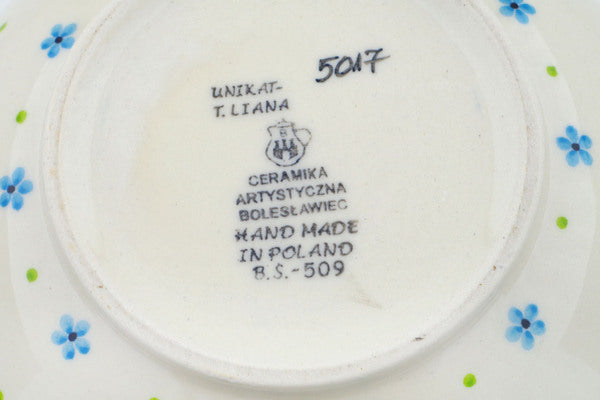 5017
UNIKAT-
T. LIANA
B
CERAMIKA
ARTYSTYCZNA
BOLESŁAWIEC
HAND MADE
IN POLAND
B.S.-509